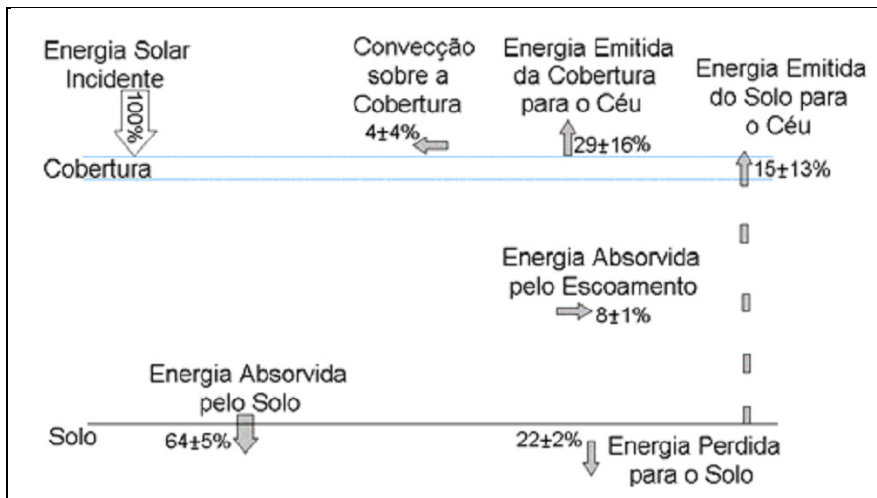 Energia Solar
Incidente
100%
Convecção
sobre a
Cobertura
4±4%
Energia Emitida
da Cobertura
para o Céu
29±16%
Energia Emitida
do Solo para
o Céu
15±13%
Cobertura
Energia Absorvida
pelo Escoamento
8±1%
Energia Absorvida
pelo Solo
Solo
64±5%
22±2%
Energia Perdida
para o Solo